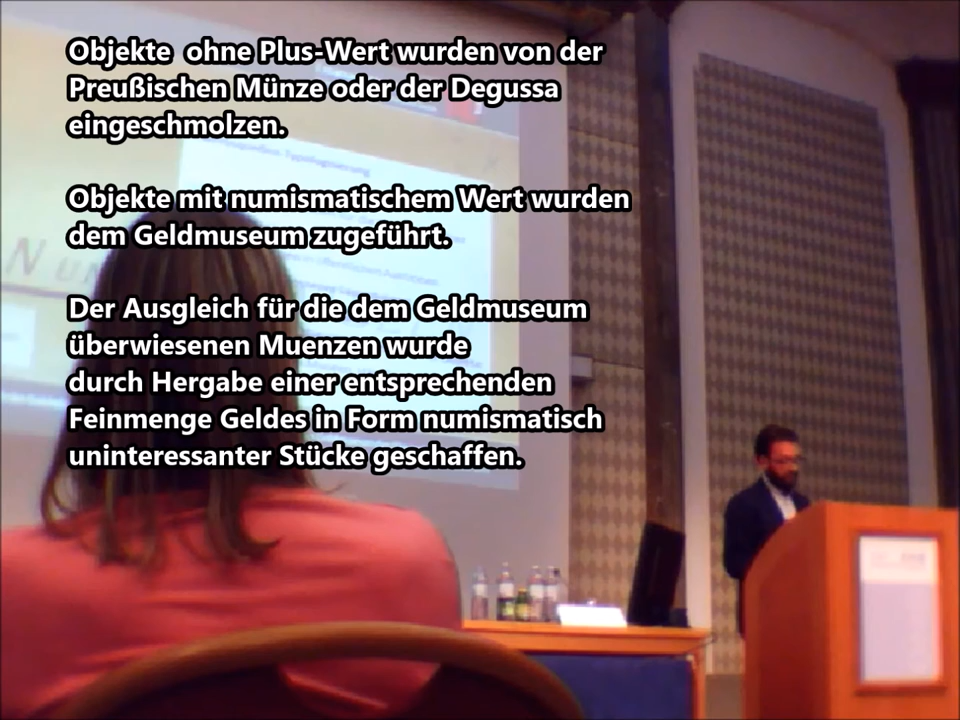 Objekte ohne Plus-Wert wurden von der
Preußischen Münze oder der Degussa
eingeschmolzen.
Objekte mit numismatischem Wert wurden
dem Geldmuseum zugeführt.
Der Ausgleich für die dem Geldmuseum
überwiesenen Muenzen wurde
durch Hergabe einer entsprechenden
Feinmenge Geldes in Form numismatisch
uninteressanter Stücke geschaffen.